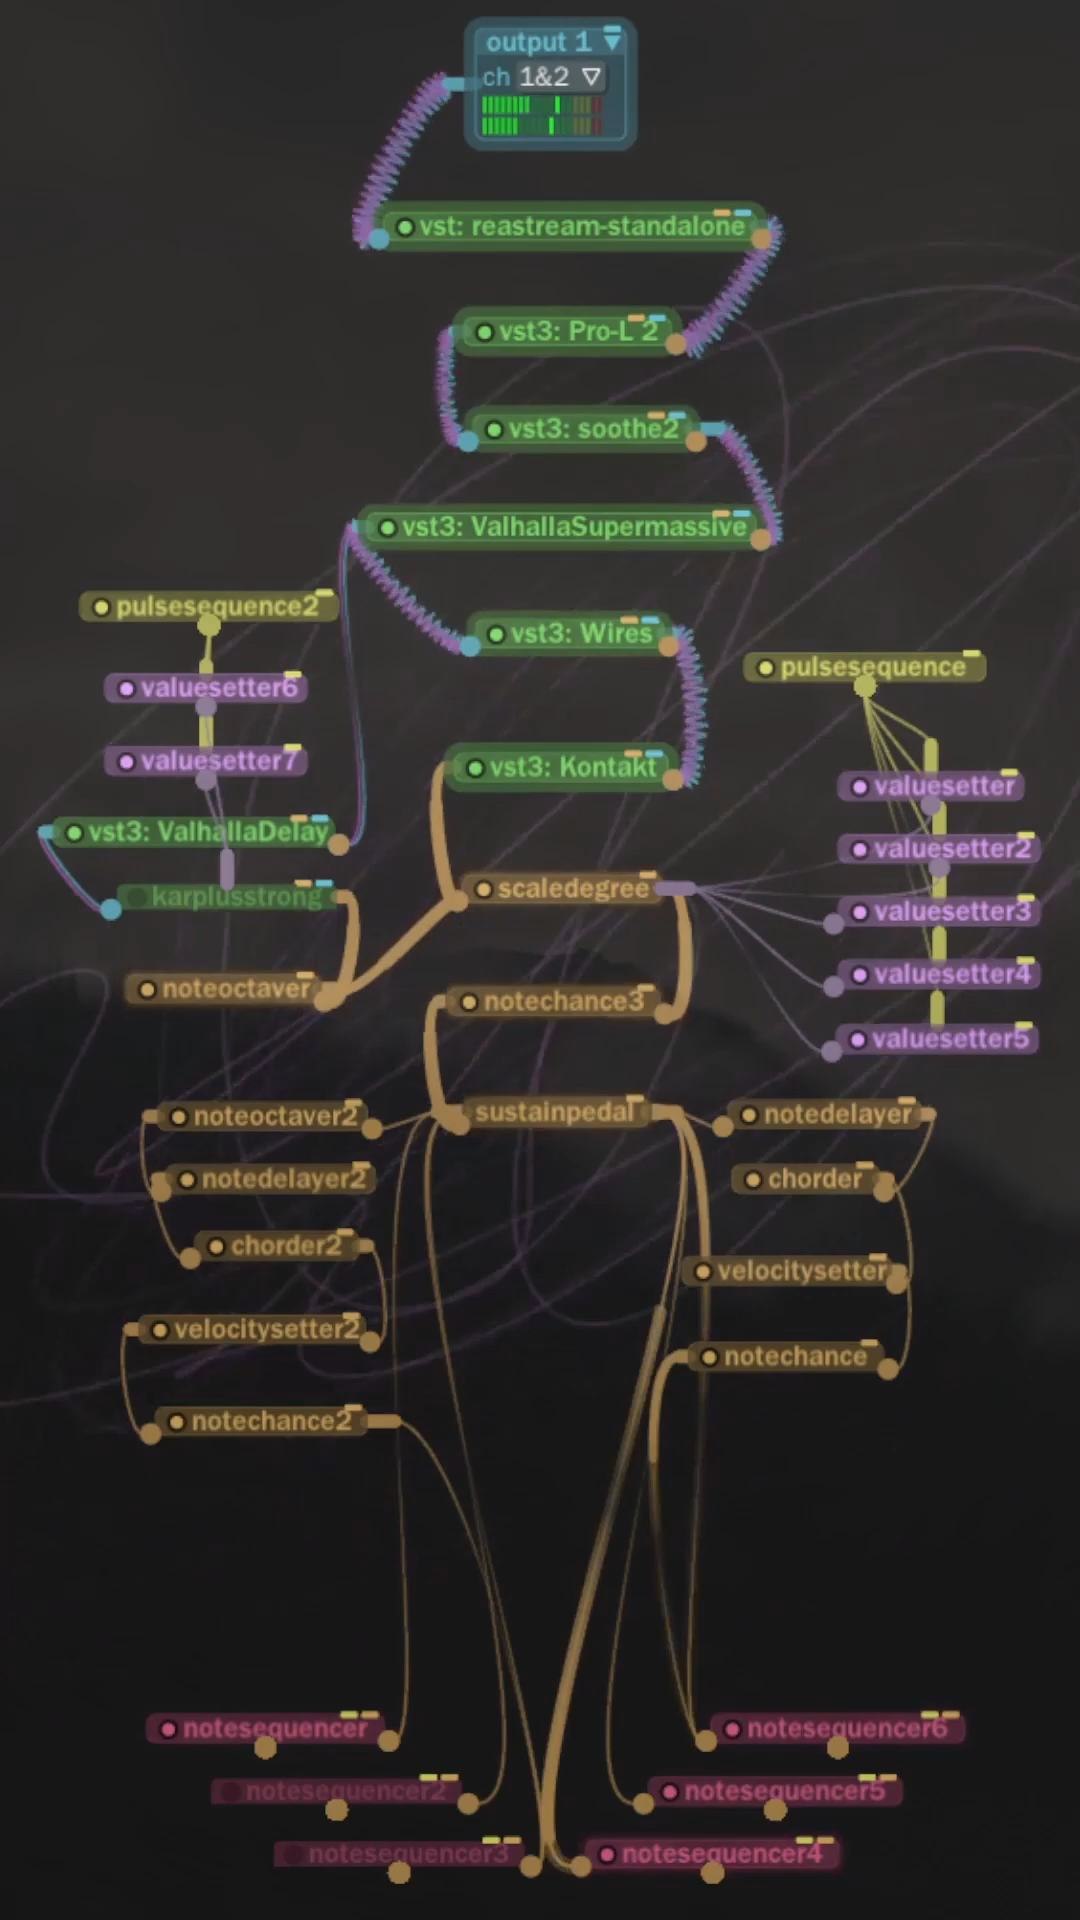 output 1
ch 1&2
vst: reastream-standalone
vst3: Pro-L 2
vst3: soothe2
vst3: ValhallaSupermassive
pulsesequence2
vst3: Wires
pulsesequence
valuesetter6
valuesetter7
vst3: Kontakt
valuesetter
vst3: ValhallaDelay
valuesetter2
karplusstrong
scaledegree
valuesetter3
noteoctaver
notechance3
valuesetter4
valuesetter5
noteoctaver2
sustainpedal
notedelayer
notedelayer2
chorder
chorder2
velocitysetter
velocitysetter2
notechance
notechance2
notesequencer
notesequencer6
notesequencer2
notesequencer5
notesequencer3
notesequencer4